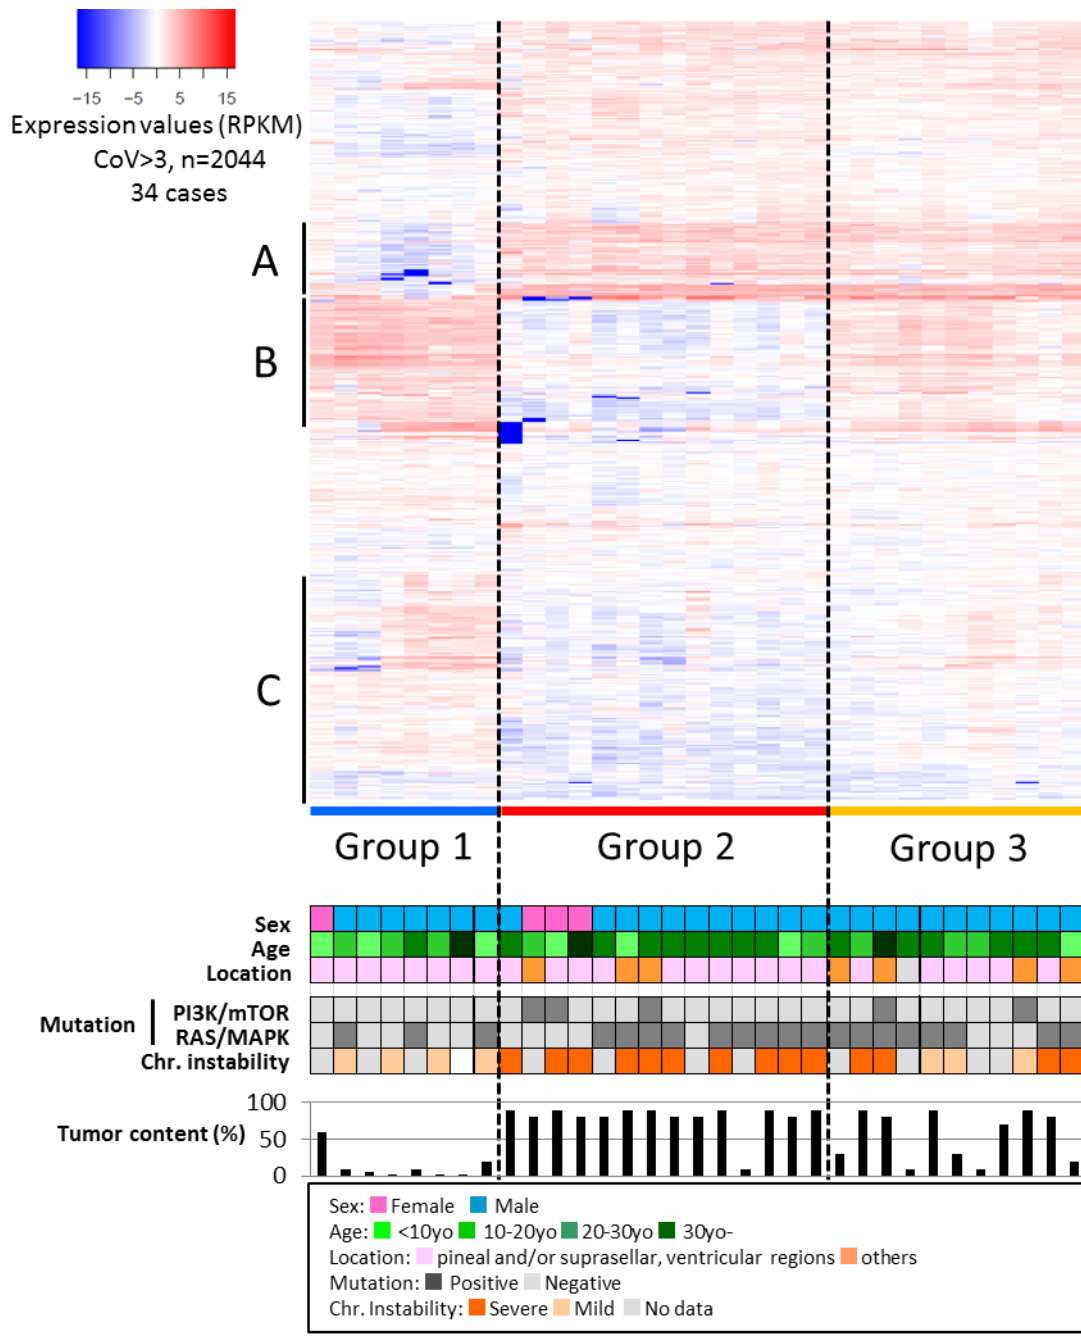 −15 −5 5 15
Expression values (RPKM)
CoV>3, n=2044
34 cases
A
B
C
Group 1 Group 2 Group 3
Sex
Age
Location
Mutation PI3K/mTOR
RAS/MAPK
Chr. instability
Tumor content (%) 100
50
0
Sex: Female Male
Age: <10yo 10-20yo 20-30yo 30yo-
Location: pineal and/or suprasellar, ventricular regions others
Mutation: Positive Negative
Chr. Instability: Severe Mild No data